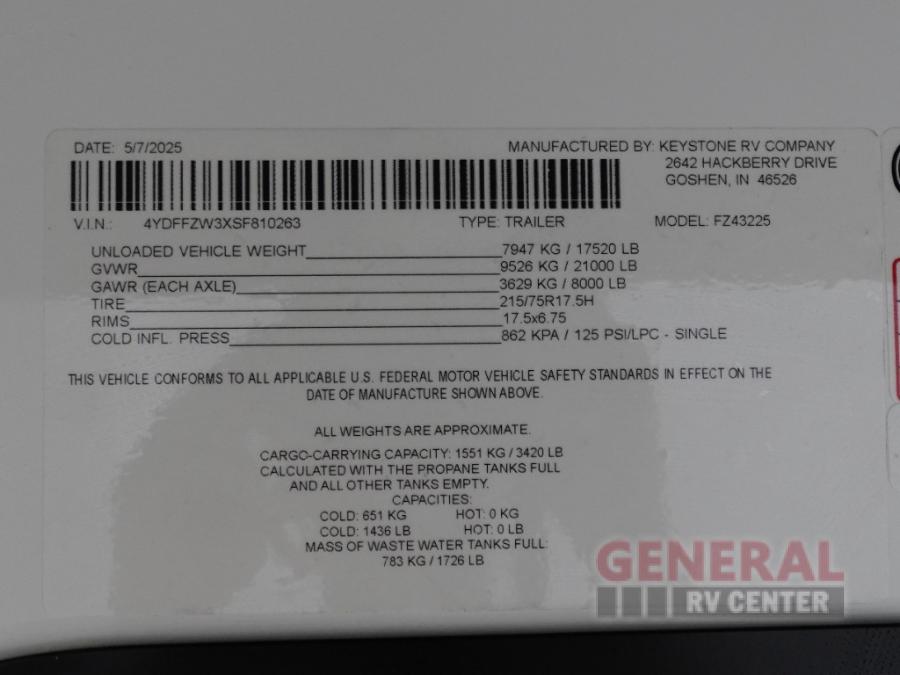 DATE: 5/7/2025 MANUFACTURED BY: KEYSTONE RV COMPANY
2642 HACKBERRY DRIVE
GOSHEN, IN 46526
V.I.N.: 4YDFFZW3XSF810263 TYPE: TRAILER MODEL: FZ43225
UNLOADED VEHICLE WEIGHT 7947 KG / 17520 LB
GVWR 9526 KG / 21000 LB
GAWR (EACH AXLE) 3629 KG / 8000 LB
TIRE 215/75R17.5H
RIMS 17.5x6.75
COLD INFL. PRESS 862 KPA / 125 PSI/LPC - SINGLE
THIS VEHICLE CONFORMS TO ALL APPLICABLE U.S. FEDERAL MOTOR VEHICLE SAFETY STANDARDS IN EFFECT ON THE
DATE OF MANUFACTURE SHOWN ABOVE.
ALL WEIGHTS ARE APPROXIMATE.
CARGO-CARRYING CAPACITY: 1551 KG / 3420 LB
CALCULATED WITH THE PROPANE TANKS FULL
AND ALL OTHER TANKS EMPTY.
CAPACITIES:
COLD: 651 KG HOT: 0 KG
COLD: 1436 LB HOT: 0 LB
MASS OF WASTE WATER TANKS FULL:
783 KG / 1726 LB
GENERAL
RV CENTER